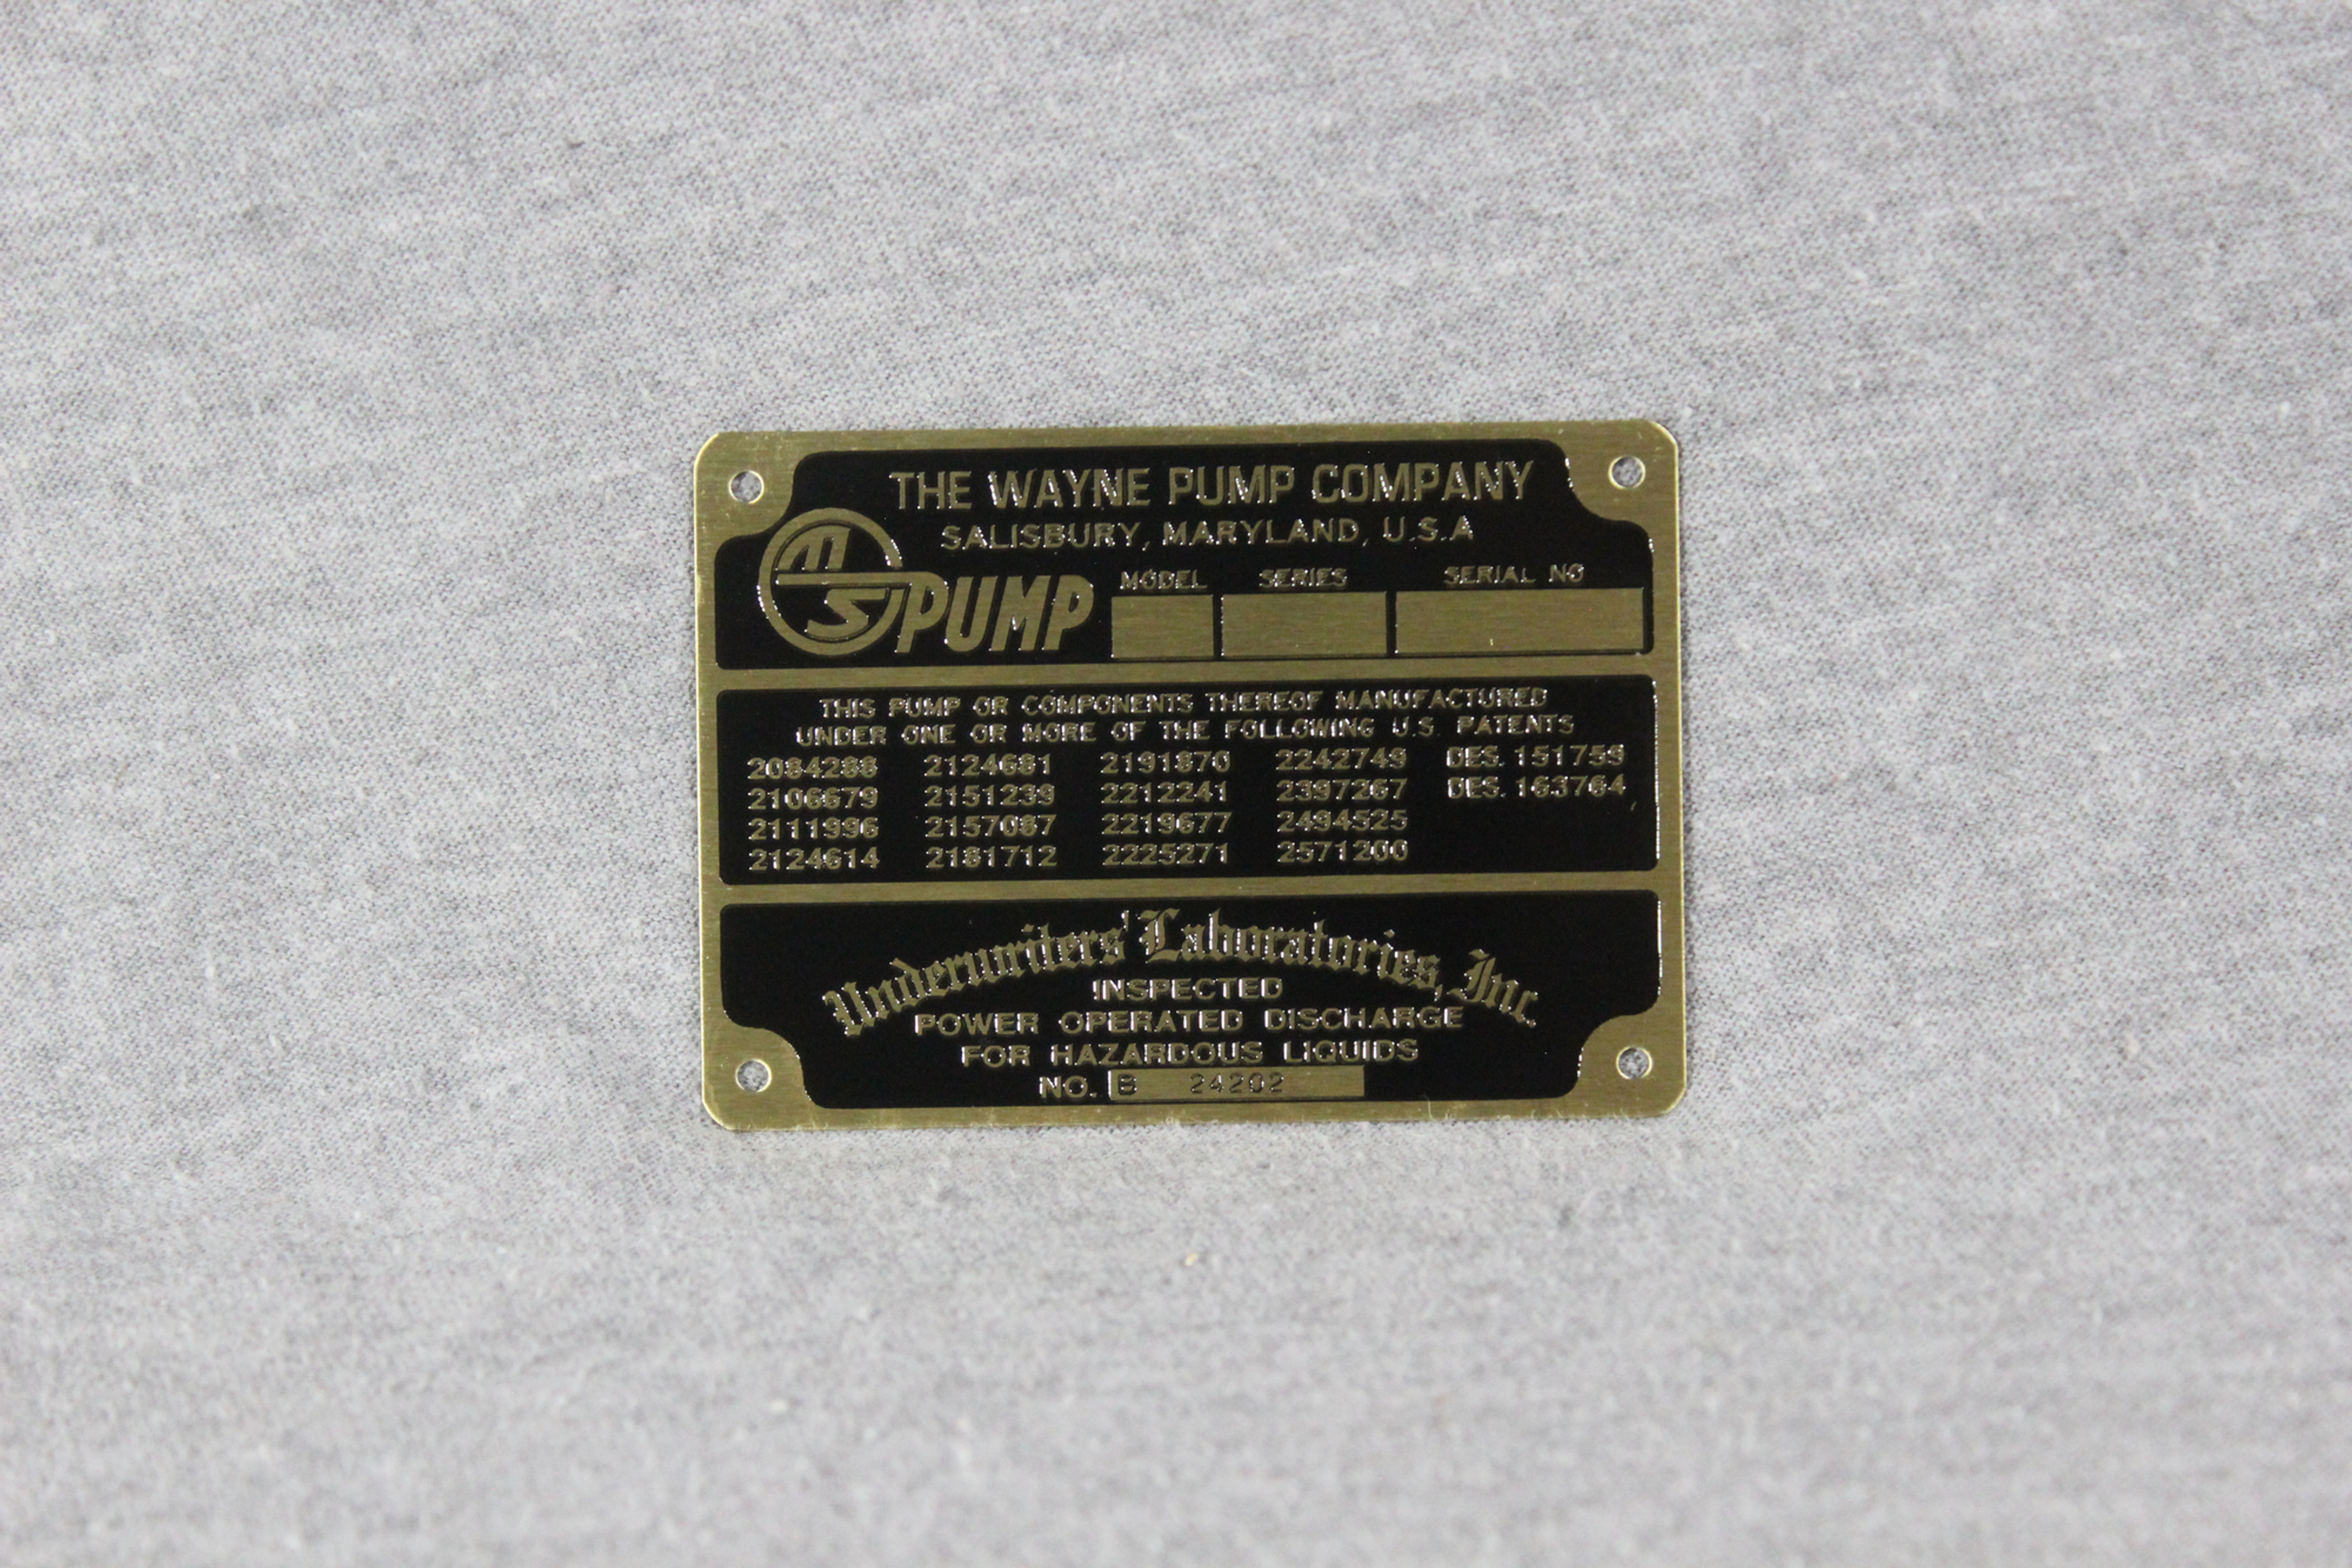 THE WAYNE PUMP COMPANY
SALISBURY, MARYLAND, U.S.A
MS PUMP
MODEL SERIES SERIAL NO
THIS PUMP OR COMPONENTS THEREOF MANUFACTURED
UNDER ONE OR MORE OF THE FOLLOWING U.S. PATENTS
2084288 2124681 2191870 2242749 DES. 151759
2106679 2151239 2212241 2397267 DES. 163764
2111996 2157087 2219677 2494525
2124614 2181712 2225271 2571200
Underwriters' Laboratories, Inc.
INSPECTED
POWER OPERATED DISCHARGE
FOR HAZARDOUS LIQUIDS
NO. B 24202